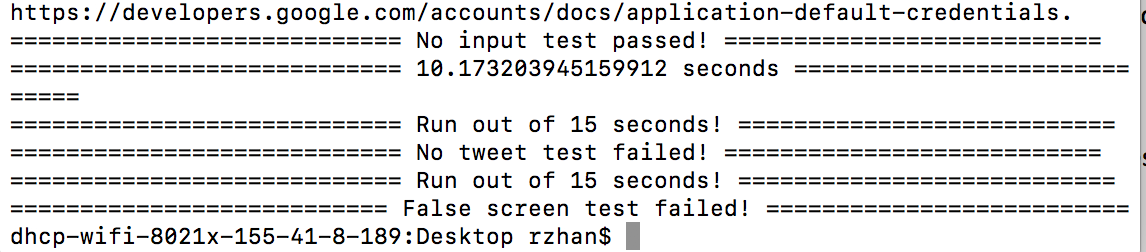 https://developers.google.com/accounts/docs/application-default-credentials.
============================ No input test passed! ===========================
============================ 10.173203945159912 seconds ========================
=====
============================ Run out of 15 seconds! ===========================
============================ No tweet test failed! ===========================
============================ Run out of 15 seconds! ===========================
=========================== False screen test failed! ========================
dhcp-wifi-8021x-155-41-8-189:Desktop rzhan$